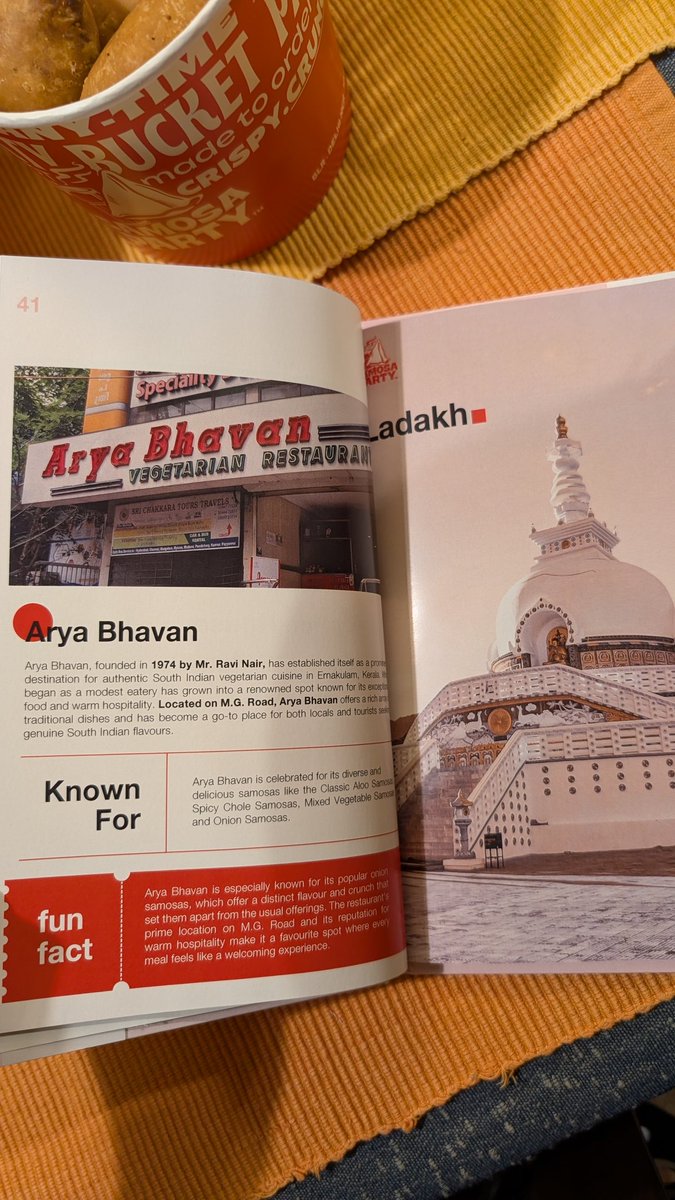 ANY-TIME
BUCKET
made to order
CRISPY.CRUN
SAMOSA
PARTY™
41
SAMOSA
PARTY
Ladakh
Speciality
Arya Bhavan
VEGETARIAN RESTAURANT
SRI CHAKKARA TOURS TRAVELS
CAR & BUS
RENTAL
Arya Bhavan
Arya Bhavan, founded in 1974 by Mr. Ravi Nair, has established itself as a
destination for authentic South Indian vegetarian cuisine in Ernakulam, Kerala.
began as a modest eatery has grown into a renowned spot known for its
food and warm hospitality. Located on M.G. Road, Arya Bhavan offers a rich
traditional dishes and has become a go-to place for both locals and tourists
genuine South Indian flavours.
Known
For
Arya Bhavan is celebrated for its diverse and
delicious samosas like the Classic Aloo Samosas
Spicy Chole Samosas, Mixed Vegetable Samosas
and Onion Samosas.
fun
fact
Arya Bhavan is especially known for its popular onion
samosas, which offer a distinct flavour and crunch that
set them apart from the usual offerings. The restaurant's
prime location on M.G. Road and its reputation for
warm hospitality make it a favourite spot where every
meal feels like a welcoming experience.